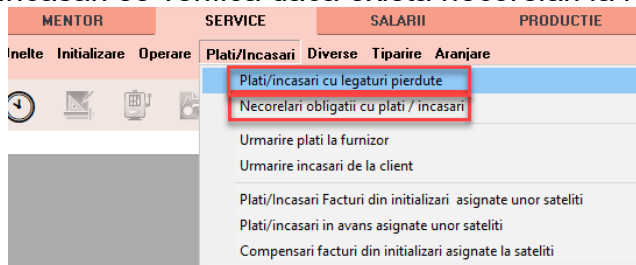 MENTOR SERVICE SALARII PRODUCTIE
Unelte Initializare Operare Plati/Incasari Diverse Tiparire Aranjare
Plati/incasari cu legaturi pierdute
Necorelari obligatii cu plati / incasari
Urmarire plati la furnizor
Urmarire incasari de la client
Plati/Incasari Facturi din initializari asignate unor sateliti
Plati/incasari in avans asignate unor sateliti
Compensari facturi din initializari asignate la sateliti